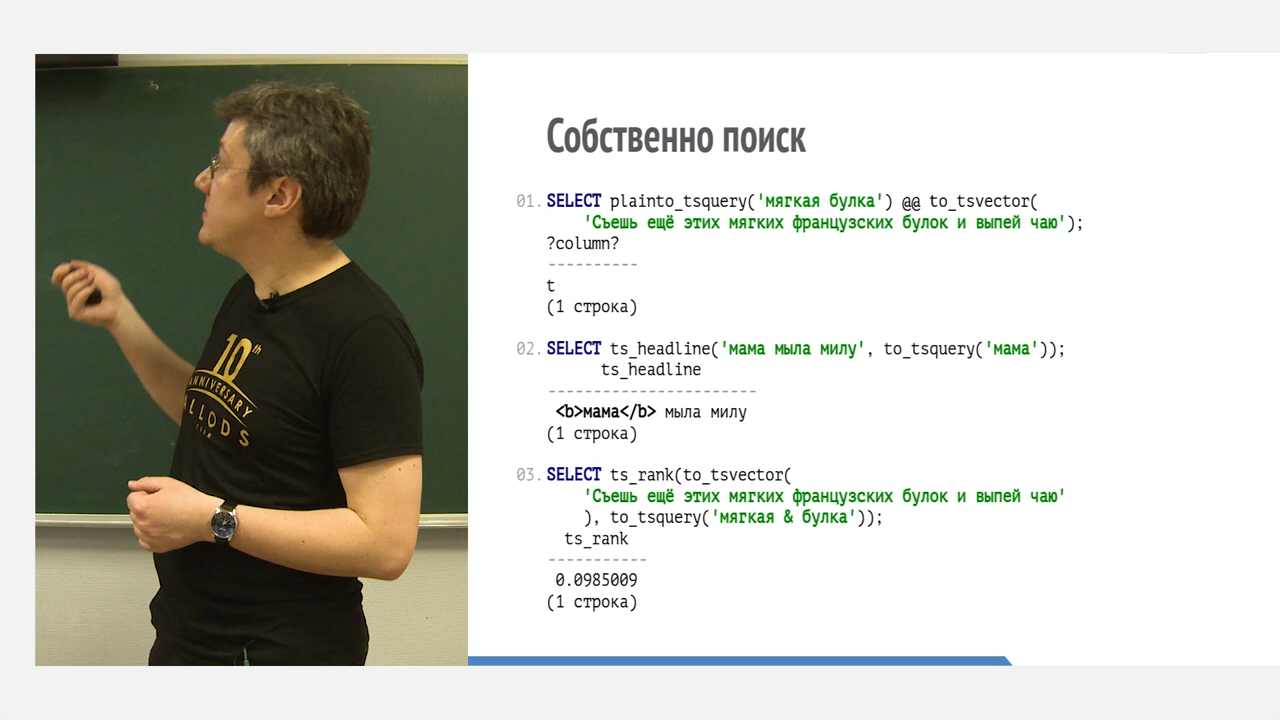 Собственно поиск
01. SELECT plainto_tsquery('мягкая булка') @@ to_tsvector(
'Съешь ещё этих мягких французских булок и выпей чаю');
?column?
----------
t
(1 строка)
02. SELECT ts_headline('мама мыла милу', to_tsquery('мама'));
ts_headline
-----------------------
<b>мама</b> мыла милу
(1 строка)
03. SELECT ts_rank(to_tsvector(
'Съешь ещё этих мягких французских булок и выпей чаю'
), to_tsquery('мягкая & булка'));
ts_rank
-----------
0.0985009
(1 строка)
10th
ANNIVERSARY
ALLODS